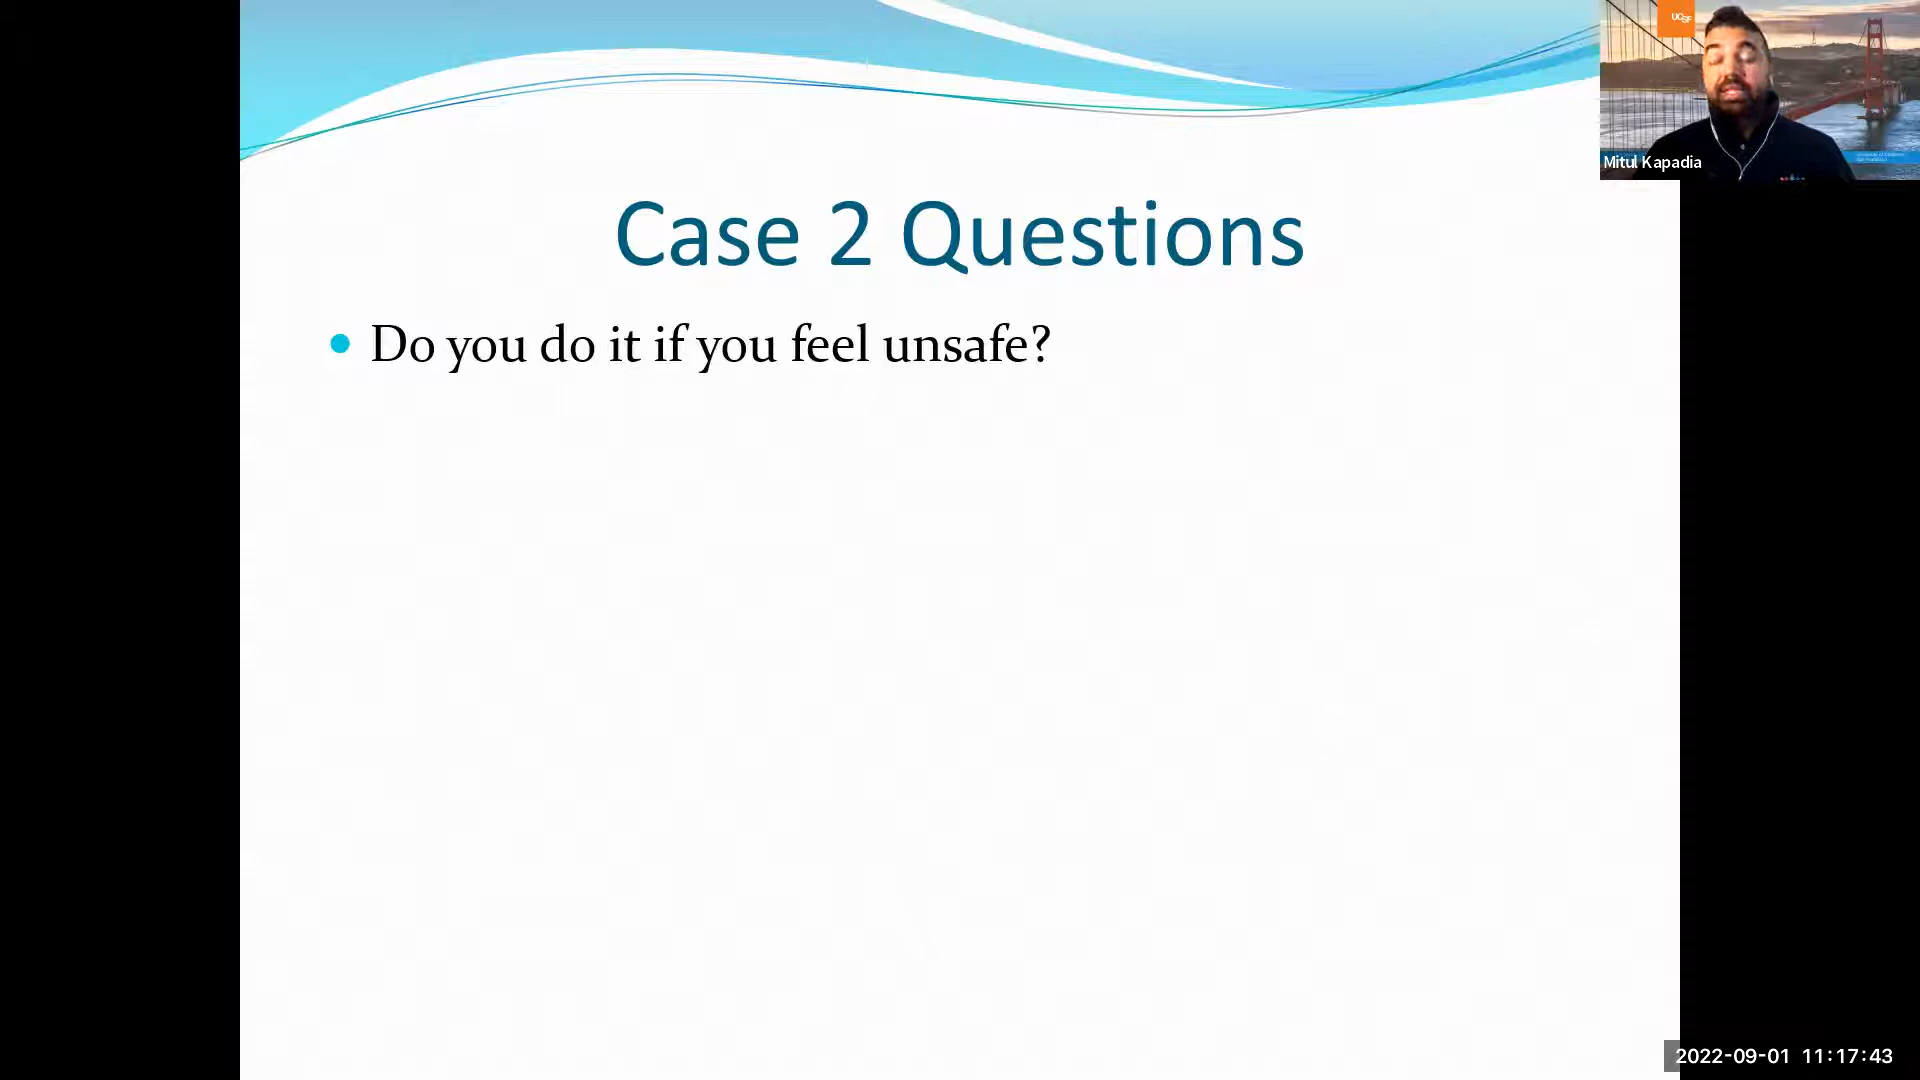 UCSF
Mitul Kapadia
Case 2 Questions
Do you do it if you feel unsafe?
2022-09-01 11:17:43